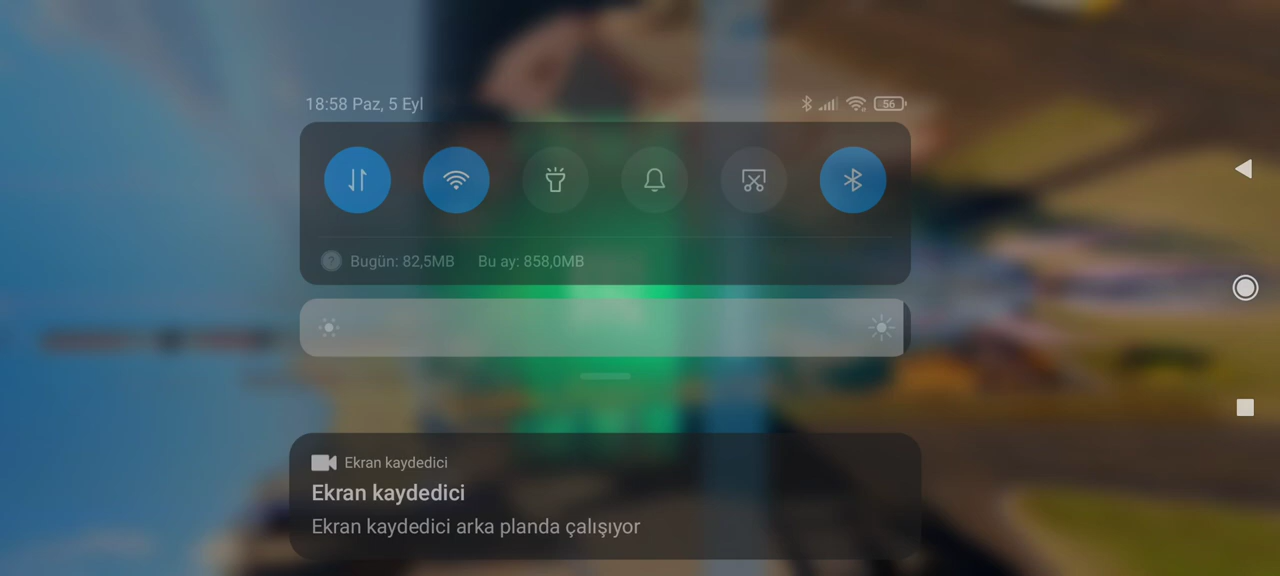 18:58 Paz, 5 Eyl
56
Bugün: 82,5MB Bu ay: 858,0MB
Ekran kaydedici
Ekran kaydedici
Ekran kaydedici arka planda çalışıyor